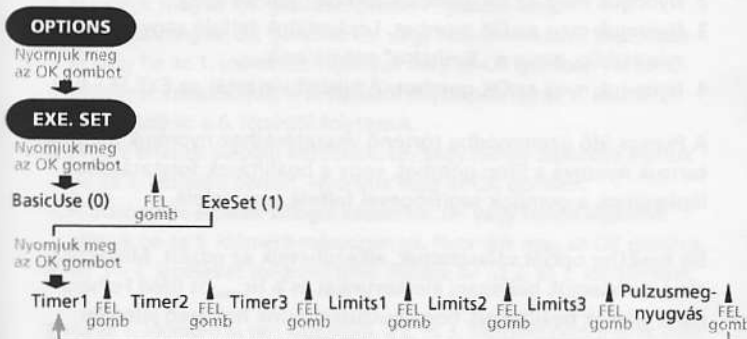 OPTIONS
Nyomjuk meg
az OK gombot
EXE. SET
Nyomjuk meg
az OK gombot
BasicUse (0)
FEL
gomb
ExeSet (1)
Nyomjuk meg
az OK gombot
Timer1
FEL
gomb
Timer2
FEL
gomb
Timer3
FEL
gomb
Limits1
FEL
gomb
Limits2
FEL
gomb
Limits3
FEL
gomb
Pulzusmeg-
nyugvás
FEL
gomb